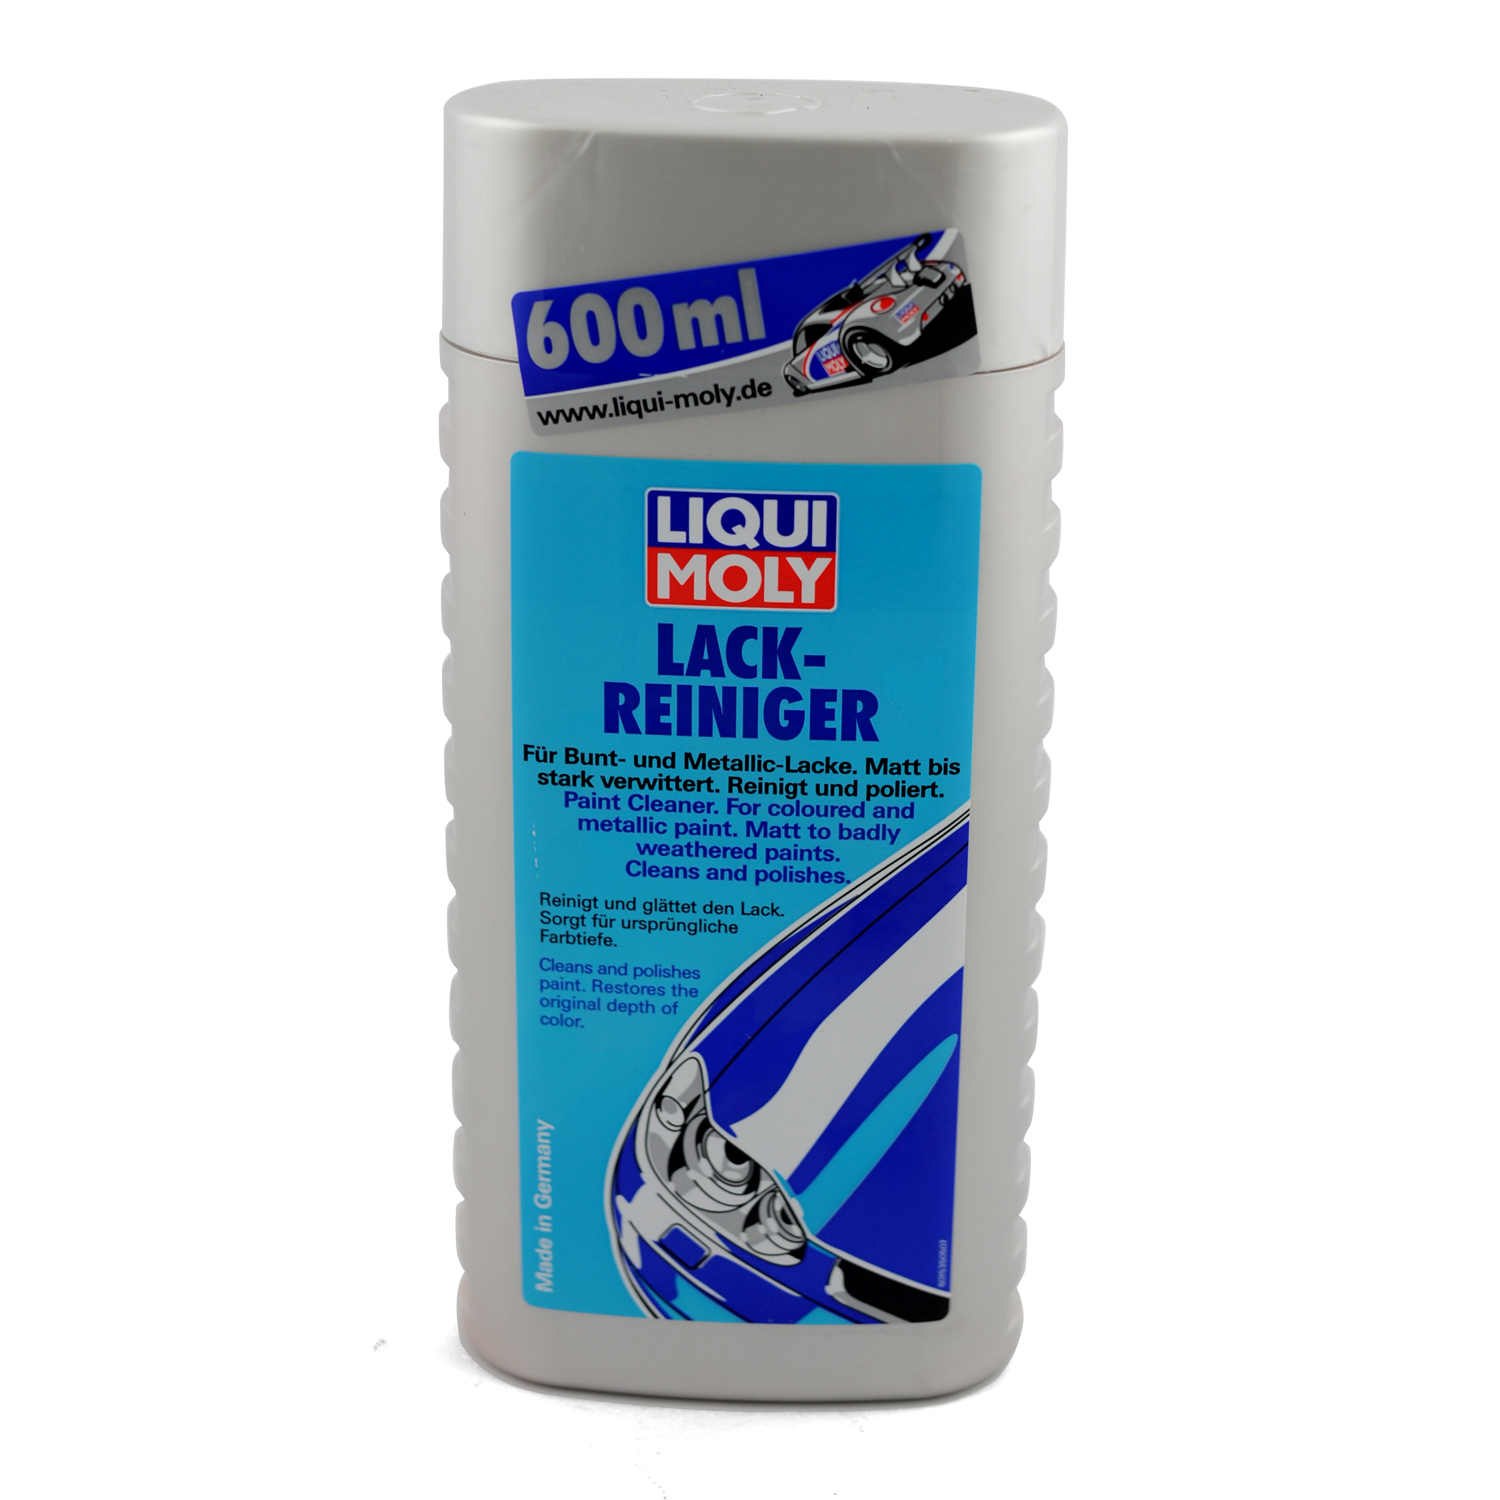 600 ml
www.liqui-moly.de
LIQUI
MOLY
LIQUI
MOLY
LACK-
REINIGER
Für Bunt- und Metallic-Lacke. Matt bis
stark verwittert. Reinigt und poliert.
Paint Cleaner. For coloured and
metallic paint. Matt to badly
weathered paints.
Cleans and polishes.
Reinigt und glättet den Lack.
Sorgt für ursprüngliche
Farbtiefe.
Cleans and polishes
paint. Restores the
original depth of
color.
Made in Germany